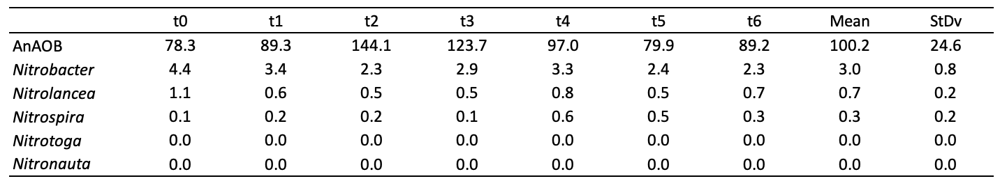 t0 t1 t2 t3 t4 t5 t6 Mean StDv
AnAOB 78.3 89.3 144.1 123.7 97.0 79.9 89.2 100.2 24.6
Nitrobacter 4.4 3.4 2.3 2.9 3.3 2.4 2.3 3.0 0.8
Nitrolancea 1.1 0.6 0.5 0.5 0.8 0.5 0.7 0.7 0.2
Nitrospira 0.1 0.2 0.2 0.1 0.6 0.5 0.3 0.3 0.2
Nitrotoga 0.0 0.0 0.0 0.0 0.0 0.0 0.0 0.0 0.0
Nitronauta 0.0 0.0 0.0 0.0 0.0 0.0 0.0 0.0 0.0